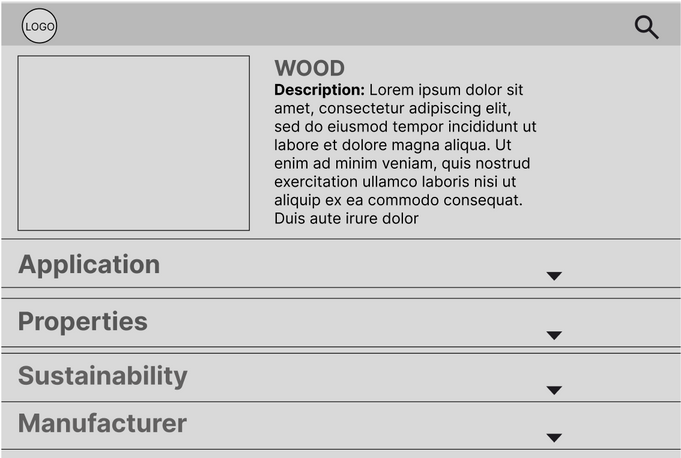 LOGO
WOOD
Description: Lorem ipsum dolor sit
amet, consectetur adipiscing elit,
sed do eiusmod tempor incididunt ut
labore et dolore magna aliqua. Ut
enim ad minim veniam, quis nostrud
exercitation ullamco laboris nisi ut
aliquip ex ea commodo consequat.
Duis aute irure dolor
Application
Properties
Sustainability
Manufacturer